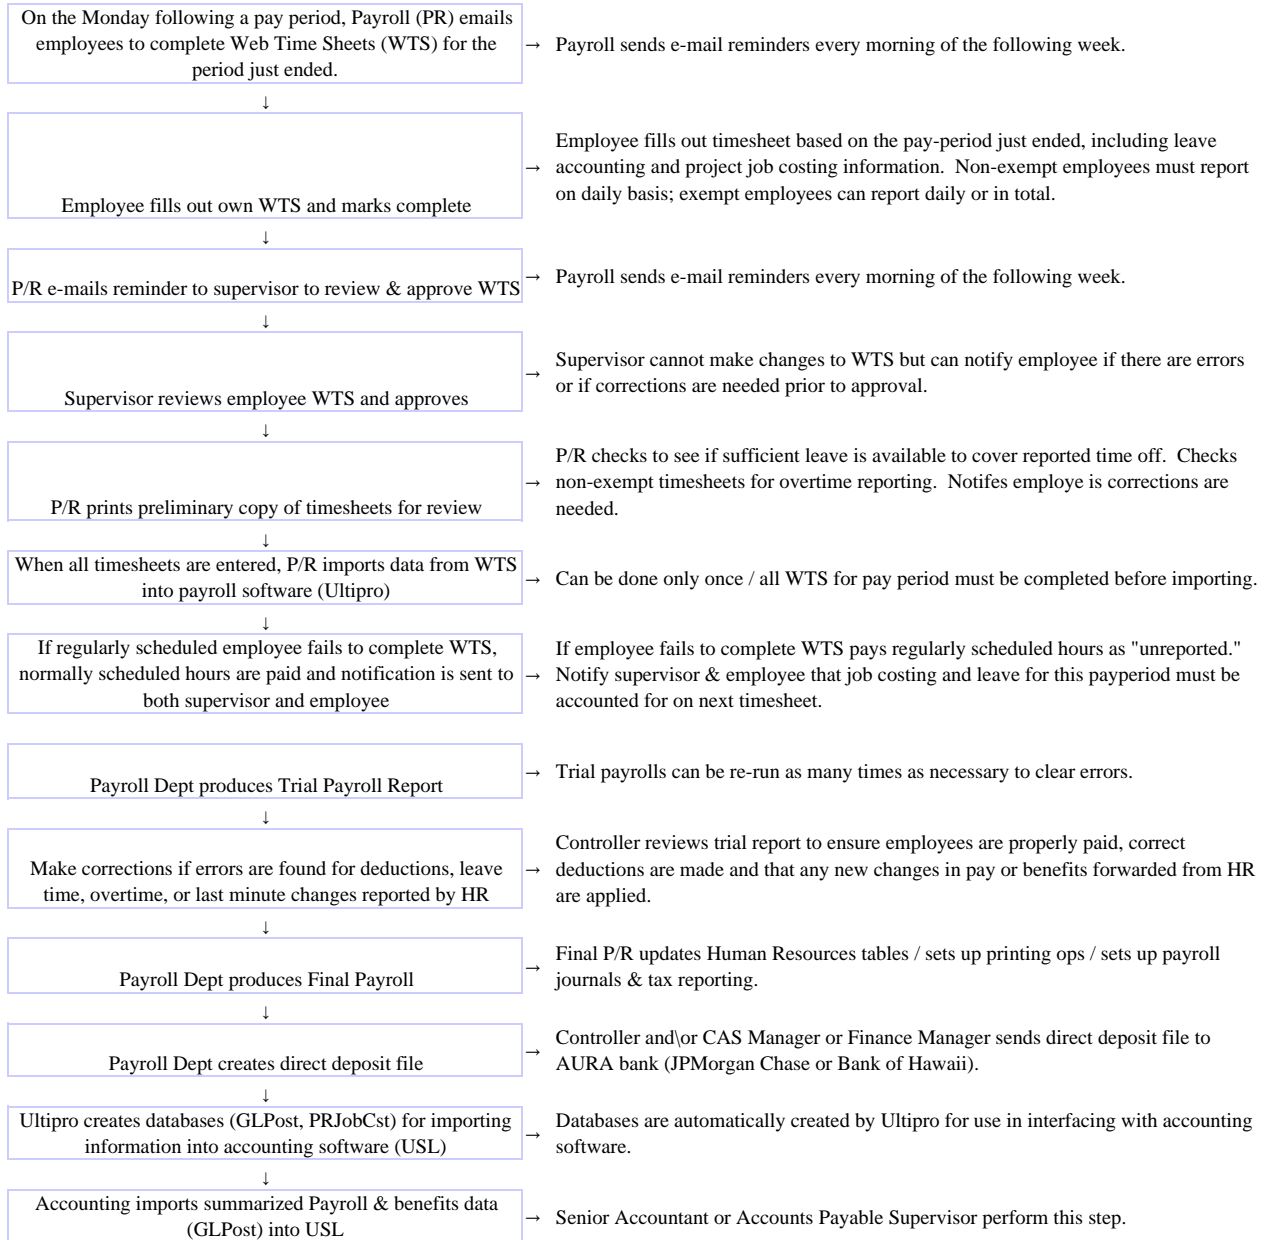 On the Monday following a pay period, Payroll (PR) emails
employees to complete Web Time Sheets (WTS) for the
period just ended.
→ Payroll sends e-mail reminders every morning of the following week.
↓
Employee fills out own WTS and marks complete
→
Employee fills out timesheet based on the pay-period just ended, including leave
accounting and project job costing information.  Non-exempt employees must report
on daily basis; exempt employees can report daily or in total.
↓
P/R e-mails reminder to supervisor to review & approve WTS
→ Payroll sends e-mail reminders every morning of the following week.
↓
Supervisor reviews employee WTS and approves
→
Supervisor cannot make changes to WTS but can notify employee if there are errors
or if corrections are needed prior to approval.
↓
P/R prints preliminary copy of timesheets for review
→
P/R checks to see if sufficient leave is available to cover reported time off.  Checks
non-exempt timesheets for overtime reporting.  Notifes employe is corrections are
needed.
↓
When all timesheets are entered, P/R imports data from WTS
into payroll software (Ultipro)
→ Can be done only once / all WTS for pay period must be completed before importing.
↓
If regularly scheduled employee fails to complete WTS,
normally scheduled hours are paid and notification is sent to
both supervisor and employee
→
If employee fails to complete WTS pays regularly scheduled hours as "unreported."
Notify supervisor & employee that job costing and leave for this payperiod must be
accounted for on next timesheet.
Payroll Dept produces Trial Payroll Report
→ Trial payrolls can be re-run as many times as necessary to clear errors.
↓
Make corrections if errors are found for deductions, leave
time, overtime, or last minute changes reported by HR
→
Controller reviews trial report to ensure employees are properly paid, correct
deductions are made and that any new changes in pay or benefits forwarded from HR
are applied.
↓
Payroll Dept produces Final Payroll
→
Final P/R updates Human Resources tables / sets up printing ops / sets up payroll
journals & tax reporting.
↓
Payroll Dept creates direct deposit file
→
Controller and\or CAS Manager or Finance Manager sends direct deposit file to
AURA bank (JPMorgan Chase or Bank of Hawaii).
↓
Ultipro creates databases (GLPost, PRJobCst) for importing
information into accounting software (USL)
→
Databases are automatically created by Ultipro for use in interfacing with accounting
software.
↓
Accounting imports summarized Payroll & benefits data
(GLPost) into USL
→ Senior Accountant or Accounts Payable Supervisor perform this step.